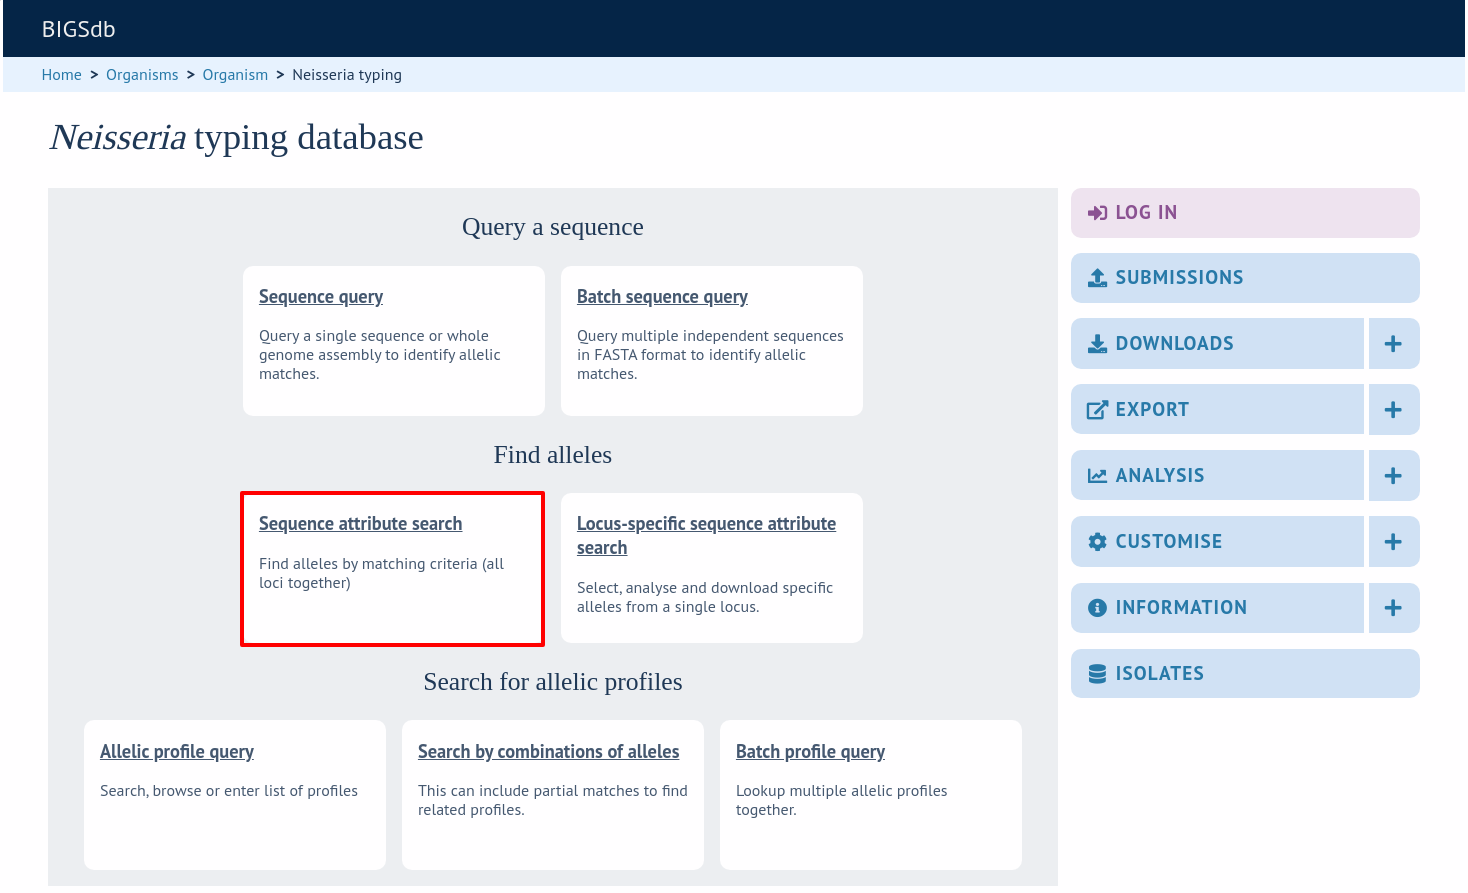 BIGSdb
Home > Organisms > Organism > Neisseria typing
Neisseria typing database
Query a sequence
Sequence query
Query a single sequence or whole
genome assembly to identify allelic
matches.
Batch sequence query
Query multiple independent sequences
in FASTA format to identify allelic
matches.
Find alleles
Sequence attribute search
Find alleles by matching criteria (all
loci together)
Locus-specific sequence attribute
search
Select, analyse and download specific
alleles from a single locus.
Search for allelic profiles
Allelic profile query
Search, browse or enter list of profiles
Search by combinations of alleles
This can include partial matches to find
related profiles.
Batch profile query
Lookup multiple allelic profiles
together.
LOG IN
SUBMISSIONS
DOWNLOADS +
EXPORT +
ANALYSIS +
CUSTOMISE +
INFORMATION +
ISOLATES